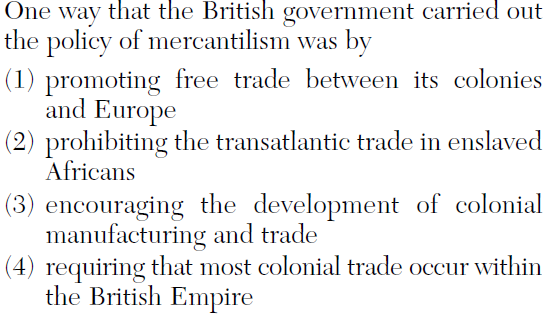 One way that the British government carried out
the policy of mercantilism was by
(1) promoting free trade between its colonies
and Europe
(2) prohibiting the transatlantic trade in enslaved
Africans
(3) encouraging the development of colonial
manufacturing and trade
(4) requiring that most colonial trade occur within
the British Empire